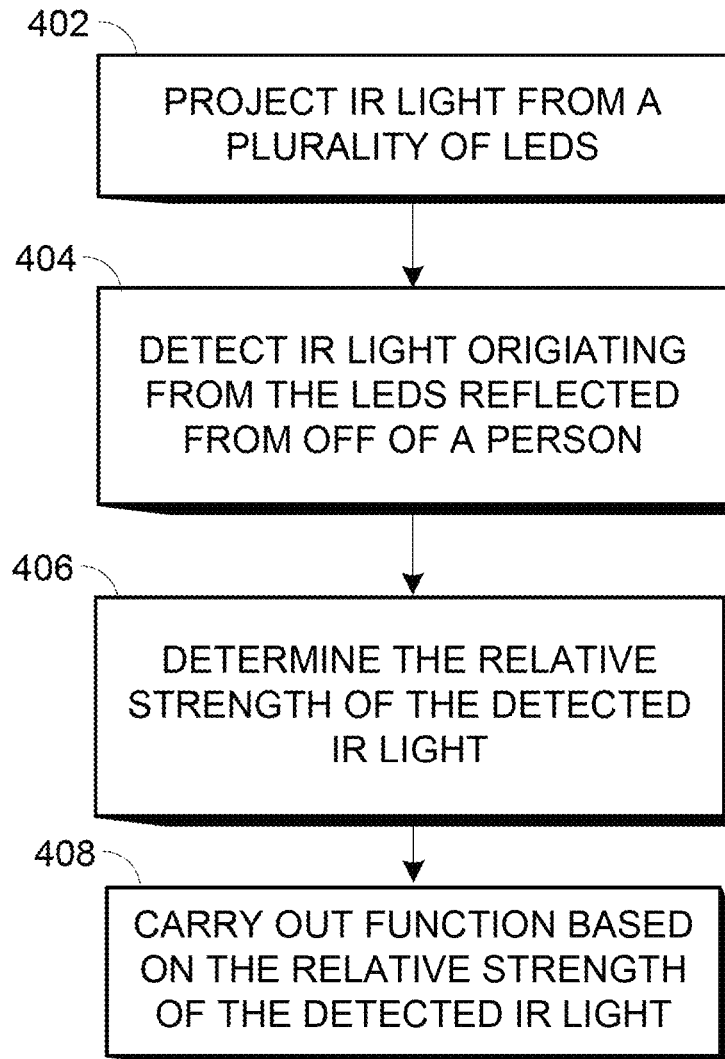 402
PROJECT IR LIGHT FROM A
PLURALITY OF LEDS
404
DETECT IR LIGHT ORIGIATING
FROM THE LEDS REFLECTED
FROM OFF OF A PERSON
406
DETERMINE THE RELATIVE
STRENGTH OF THE DETECTED
IR LIGHT
408
CARRY OUT FUNCTION BASED
ON THE RELATIVE STRENGTH
OF THE DETECTED IR LIGHT